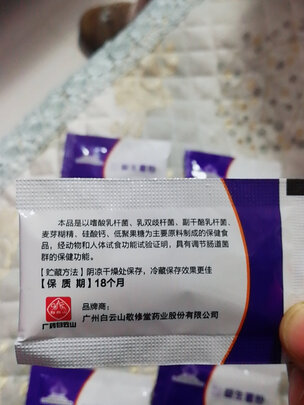 本品是以嗜酸乳杆菌、乳双歧杆菌、副干酪乳杆菌、
麦芽糊精、硅酸钙、低聚果糖为主要原料制成的保健食
品，经动物和人体试食功能试验证明，具有调节肠道菌
群的保健功能。
【贮藏方法】阴凉干燥处保存，冷藏保存效果更佳
【保 质 期】18个月
品牌商：
广州白云山敬修堂药业股份有限公司
广药白云山